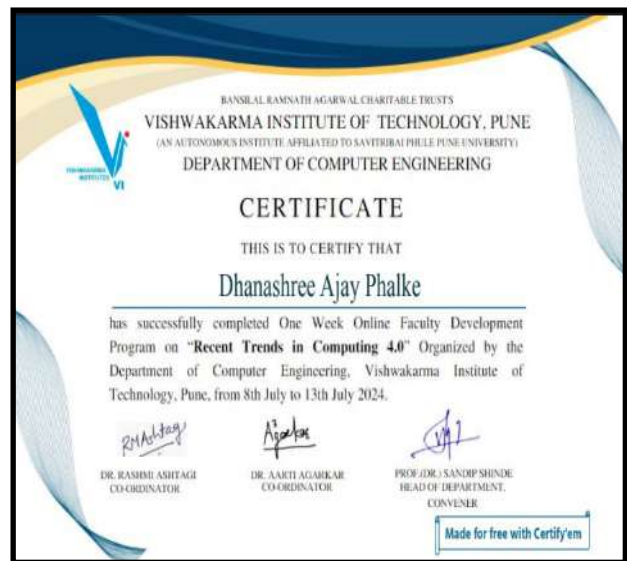 BANSILAL RAMNATH AGARWAL CHARITABLE TRUST'S
VISHWAKARMA INSTITUTE OF TECHNOLOGY, PUNE
(AN AUTONOMOUS INSTITUTE AFFILIATED TO SAVITRIBAI PHULE PUNE UNIVERSITY)
DEPARTMENT OF COMPUTER ENGINEERING
VISHWAKARMA
INSTITUTES
VI
CERTIFICATE
THIS IS TO CERTIFY THAT
Dhanashree Ajay Phalke
has successfully completed One Week Online Faculty Development
Program on “Recent Trends in Computing 4.0” Organized by the
Department of Computer Engineering, Vishwakarma Institute of
Technology, Pune, from 8th July to 13th July 2024.
RMAshtagi
DR. RASHMI ASHTAGI
CO-ORDINATOR
DR. AARTI AGARKAR
CO-ORDINATOR
PROF.(DR.) SANDIP SHINDE
HEAD OF DEPARTMENT,
CONVENER
Made for free with Certify'em